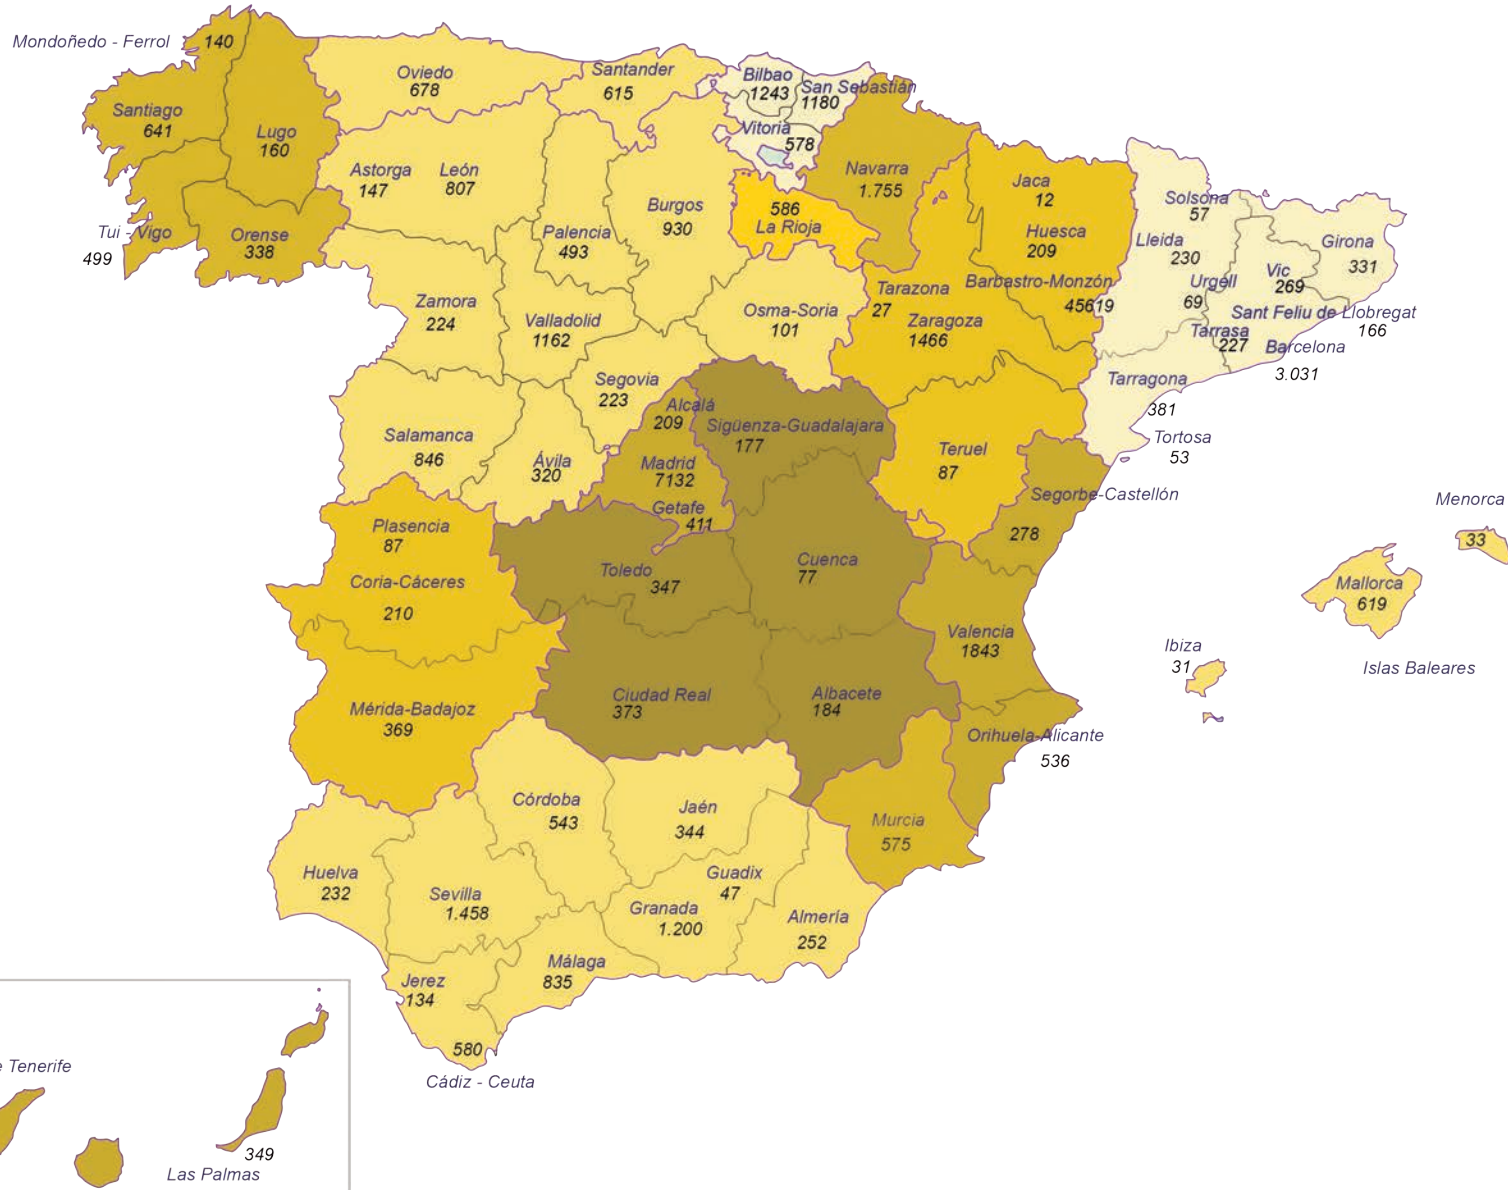 Mondoñedo - Ferrol
140
Santiago
641
Lugo
160
Tui - Vigo
499
Orense
338
Oviedo
678
Santander
615
Bilbao
1243
San Sebastián
1180
Vitoria
578
Navarra
1.755
Astorga
147
León
807
Palencia
493
Burgos
930
586
La Rioja
Jaca
12
Huesca
209
Barbastro-Monzón
45619
Solsona
57
Lleida
230
Urgell
69
Vic
269
Girona
331
Sant Feliu de Llobregat
166
Tarrasa
227
Barcelona
3.031
Tarragona
381
Tortosa
53
Zamora
224
Valladolid
1162
Osma-Soria
101
Tarazona
27
Zaragoza
1466
Segovia
223
Salamanca
846
Ávila
320
Alcalá
209
Madrid
7132
Getafe
411
Sigüenza-Guadalajara
177
Teruel
87
Segorbe-Castellón
278
Menorca
33
Mallorca
619
Ibiza
31
Islas Baleares
Plasencia
87
Coria-Cáceres
210
Toledo
347
Cuenca
77
Valencia
1843
Mérida-Badajoz
369
Ciudad Real
373
Albacete
184
Orihuela-Alicante
536
Murcia
575
Córdoba
543
Jaén
344
Huelva
232
Sevilla
1.458
Guadix
47
Granada
1.200
Almería
252
Málaga
835
Jerez
134
580
Cádiz - Ceuta
e Tenerife
349
Las Palmas